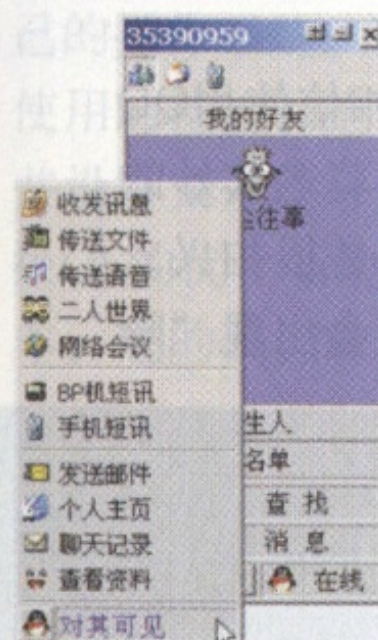 35390959
我的好友
往事
收发讯息
传送文件
传送语音
二人世界
网络会议
BP机短讯
手机短讯
发送邮件
个人主页
聊天记录
查看资料
对其可见
生人
名单
查 找
消 息
在线